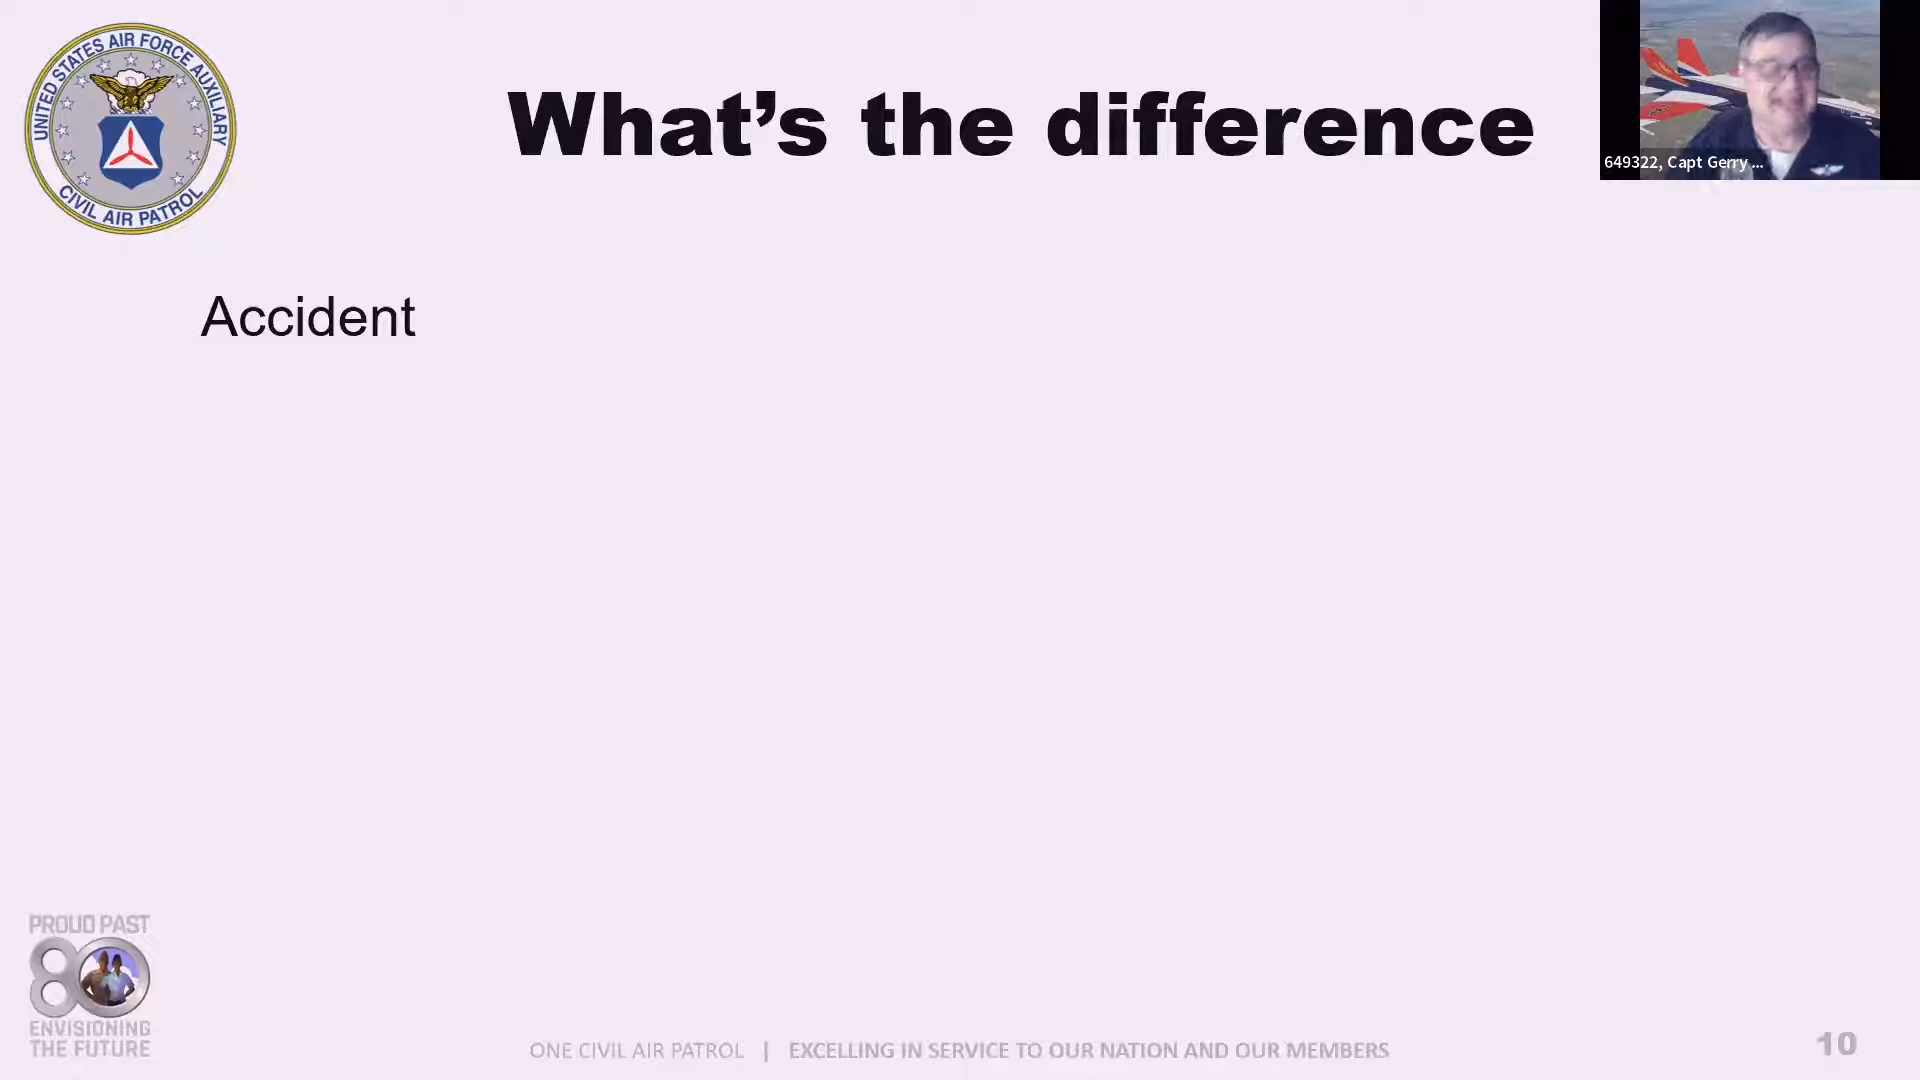 UNITED STATES AIR FORCE AUXILIARY
CIVIL AIR PATROL
What’s the difference
649322, Capt Gerry ...
Accident
PROUD PAST
80
ENVISIONING
THE FUTURE
ONE CIVIL AIR PATROL | EXCELLING IN SERVICE TO OUR NATION AND OUR MEMBERS
10